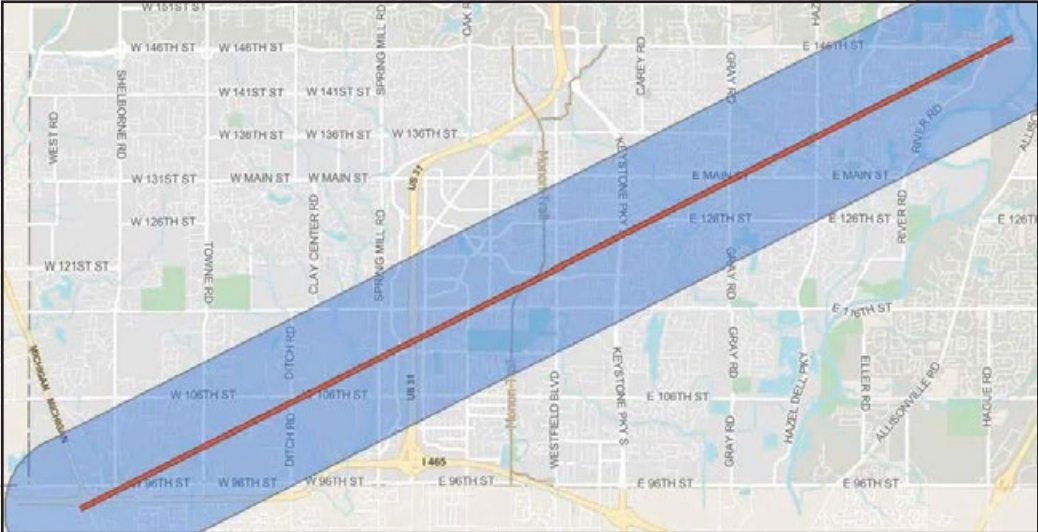 W 151ST ST
OAK R
HAZ
SPRING MILL RD
W 146TH ST
W 146TH ST
E 146TH ST
CAREY RD
GRAY RD
SHELBORNE RD
W 141ST ST
W 141ST ST
WEST RD
W 136TH ST
W 136TH ST
W 136TH ST
KEYSTONE PKY
RIVER RD
ALLIS
W 131ST ST
W MAIN ST
W MAIN ST
US 31
Monon Trail
E MAIN ST
E MAIN ST
W 126TH ST
CLAY CENTER RD
SPRING MILL RD
E 126TH ST
E 126TH ST
RIVER RD
E 126T
TOWNE RD
W 121ST ST
GRAY RD
E 116TH ST
MICHIGAN
MICHIGAN
DITCH RD
GRAY RD
KEYSTONE PKY S
HAZEL DELL PKY
ELLER RD
ALLISONVILLE RD
HAGUE RD
W 106TH ST
106TH ST
US 31
WESTFIELD BLVD
E 106TH ST
DITCH RD
GRAY RD
I 465
W 96TH ST
W 96TH ST
W 96TH ST
E 96TH ST
E 96TH ST
E 96TH ST